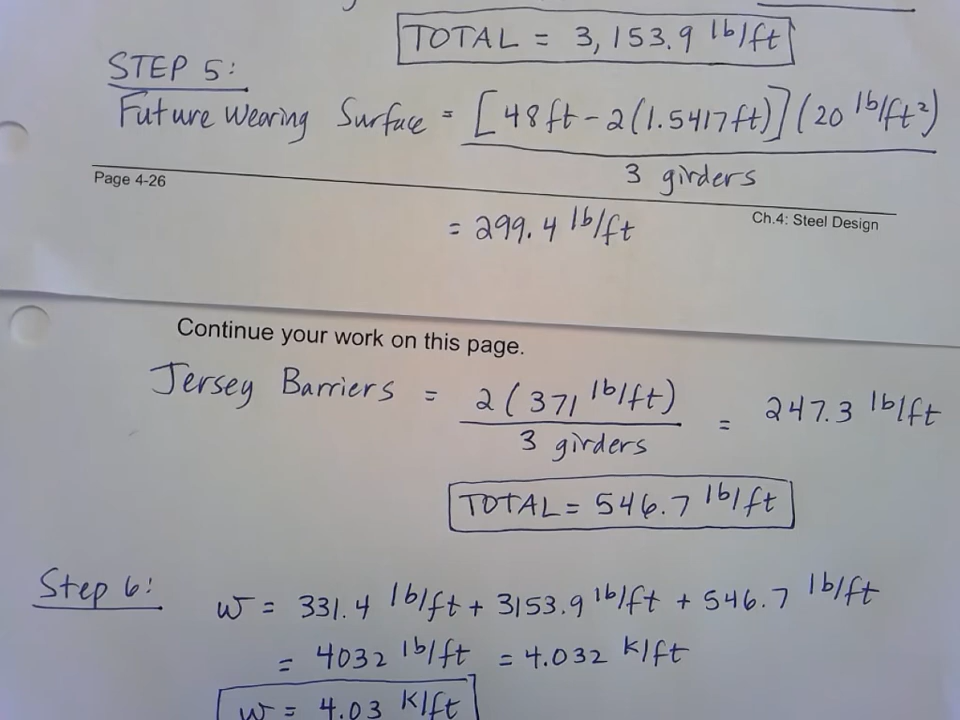 TOTAL = 3,153.9 lb/ft
STEP 5:
Future Wearing Surface = [48ft - 2(1.5417ft)](20 lb/ft²)
3 girders
Page 4-26
Ch.4: Steel Design
= 299.4 lb/ft
Continue your work on this page.
Jersey Barriers = 2(371 lb/ft) = 247.3 lb/ft
3 girders
TOTAL = 546.7 lb/ft
Step 6:
w = 331.4 lb/ft + 3153.9 lb/ft + 546.7 lb/ft
= 4032 lb/ft = 4.032 k/ft
w = 4.03 k/ft